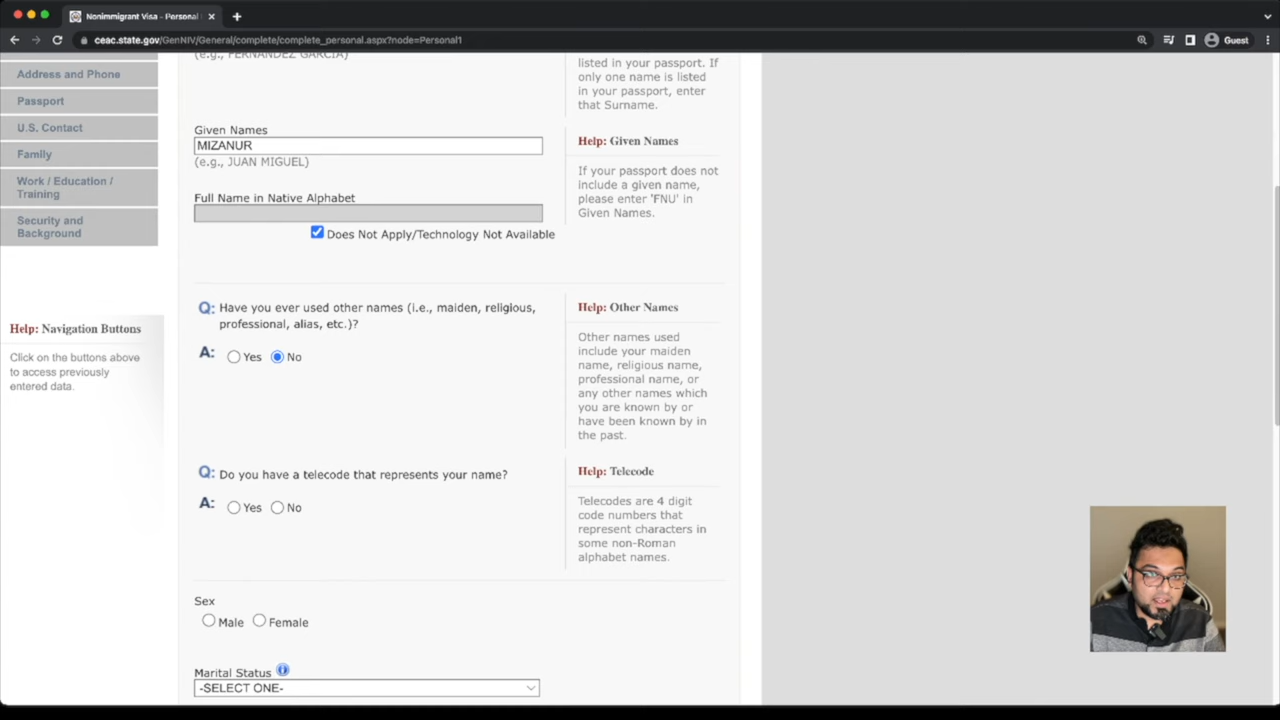 Nonimmigrant Visa - Personal
Guest
ceac.state.gov/GenNIV/General/complete/complete_personal.aspx?node=Personal1
Address and Phone
Passport
U.S. Contact
Family
Work / Education /
Training
Security and
Background
Help: Navigation Buttons
Click on the buttons above
to access previously
entered data.
(e.g., FERNANDEZ GARCIA)
listed in your passport. If
only one name is listed
in your passport, enter
that Surname.
Given Names
MIZANUR
(e.g., JUAN MIGUEL)
Help: Given Names
If your passport does not
include a given name,
please enter 'FNU' in
Given Names.
Full Name in Native Alphabet
Does Not Apply/Technology Not Available
Q: Have you ever used other names (i.e., maiden, religious,
professional, alias, etc.)?
A: Yes No
Help: Other Names
Other names used
include your maiden
name, religious name,
professional name, or
any other names which
you are known by or
have been known by in
the past.
Q: Do you have a telecode that represents your name?
A: Yes No
Help: Telecode
Telecodes are 4 digit
code numbers that
represent characters in
some non-Roman
alphabet names.
Sex
Male Female
Marital Status
-SELECT ONE-